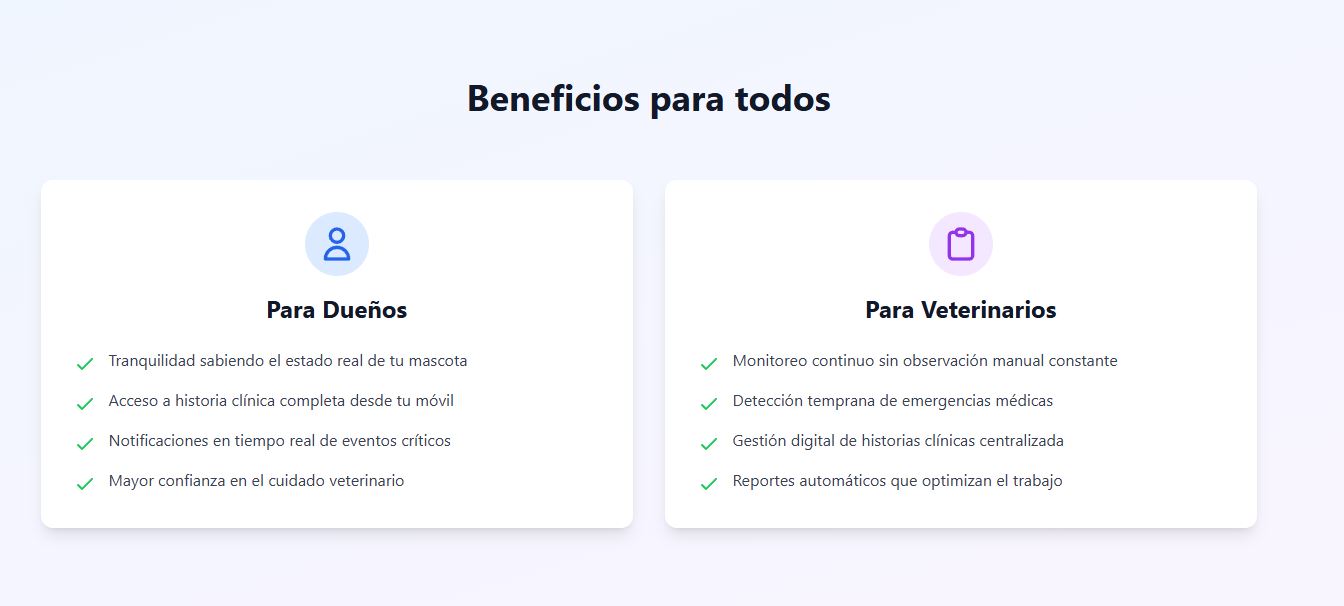 Beneficios para todos
Para Dueños
Tranquilidad sabiendo el estado real de tu mascota
Acceso a historia clínica completa desde tu móvil
Notificaciones en tiempo real de eventos críticos
Mayor confianza en el cuidado veterinario
Para Veterinarios
Monitoreo continuo sin observación manual constante
Detección temprana de emergencias médicas
Gestión digital de historias clínicas centralizada
Reportes automáticos que optimizan el trabajo